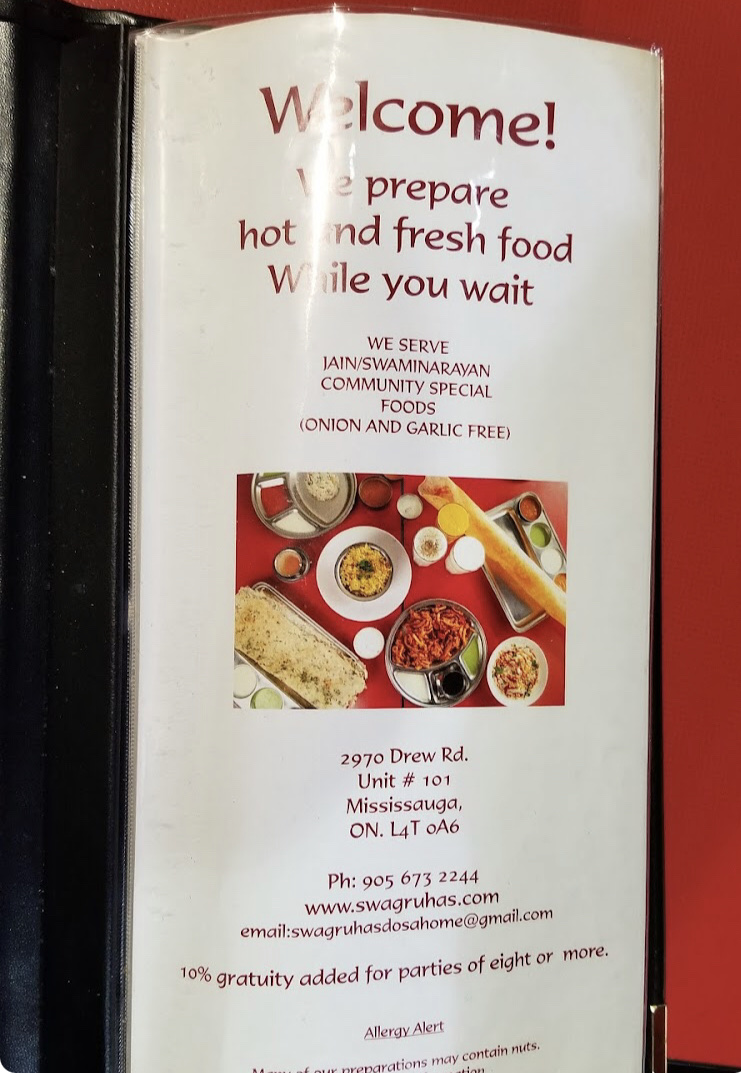 Welcome!
We prepare
hot and fresh food
While you wait
WE SERVE
JAIN/SWAMINARAYAN
COMMUNITY SPECIAL
FOODS
(ONION AND GARLIC FREE)
2970 Drew Rd.
Unit # 101
Mississauga,
ON. L4T 0A6
Ph: 905 673 2244
www.swagruhas.com
email:swagruhasdosahome@gmail.com
10% gratuity added for parties of eight or more.
Allergy Alert
Many of our preparations may contain nuts.